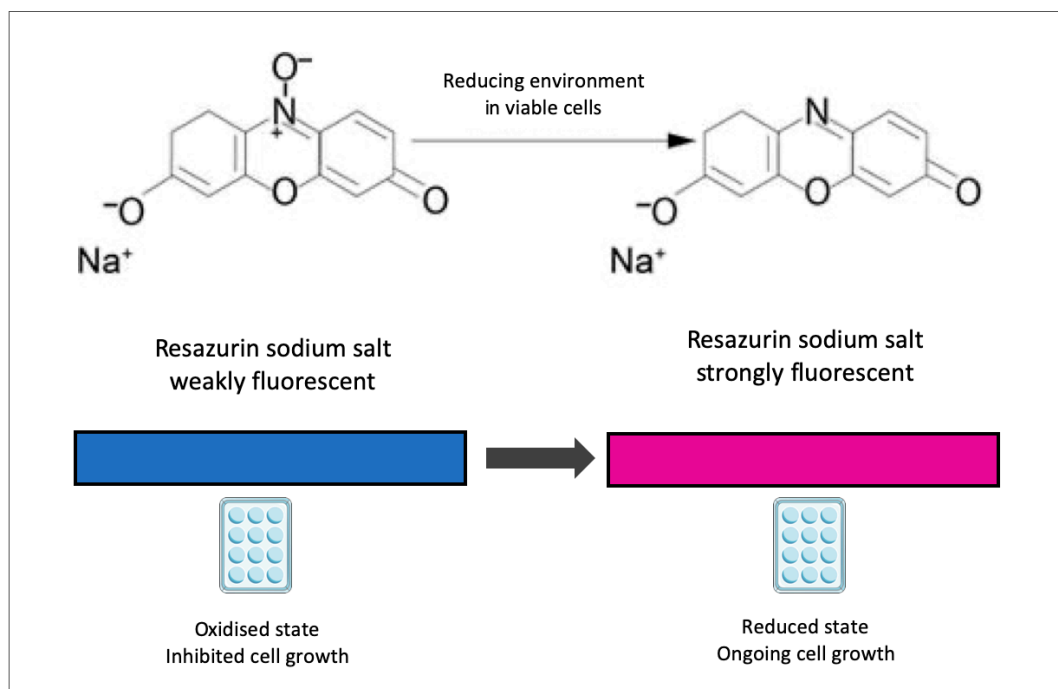 O⁻
N
+
O
⁻O
O
Na⁺
Reducing environment
in viable cells
N
O
⁻O
O
Na⁺
Resazurin sodium salt
weakly fluorescent
Resazurin sodium salt
strongly fluorescent
Oxidised state
Inhibited cell growth
Reduced state
Ongoing cell growth